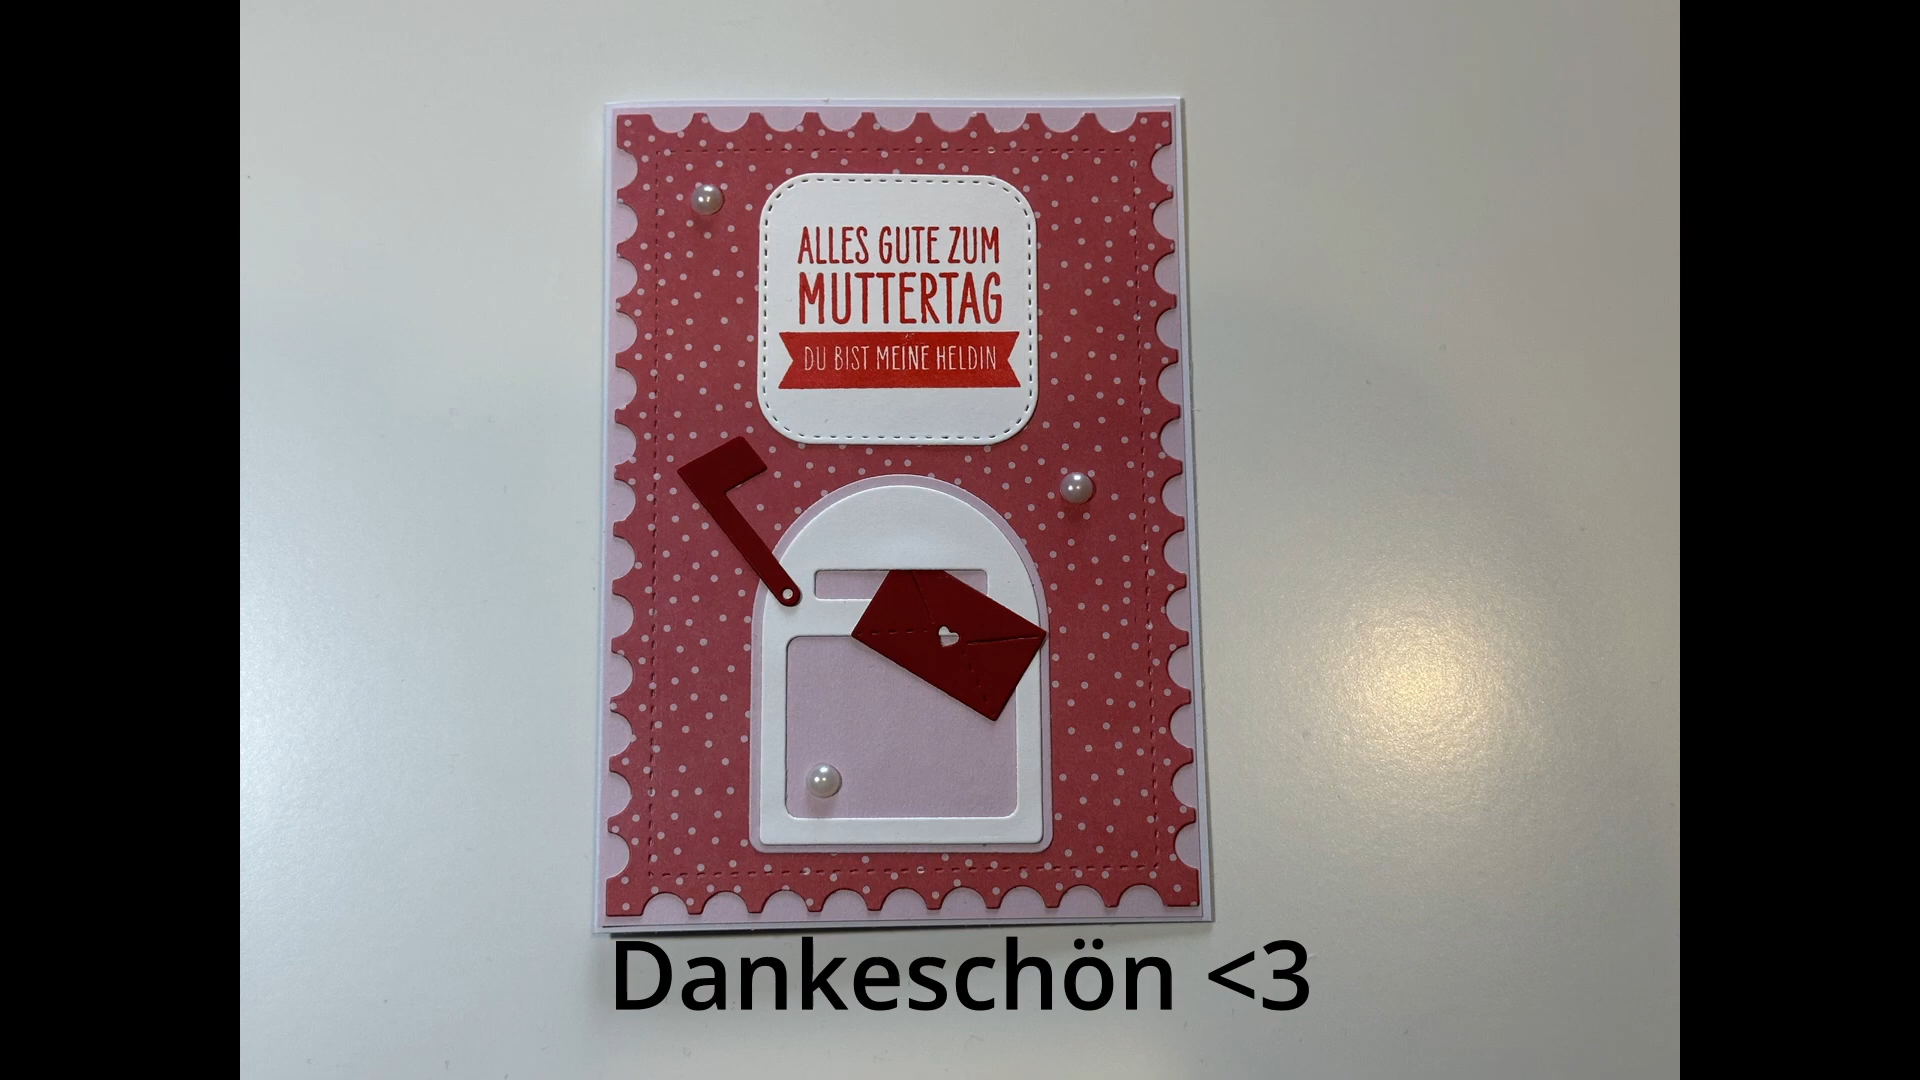 ALLES GUTE ZUM
MUTTERTAG
DU BIST MEINE HELDIN
Dankeschön <3